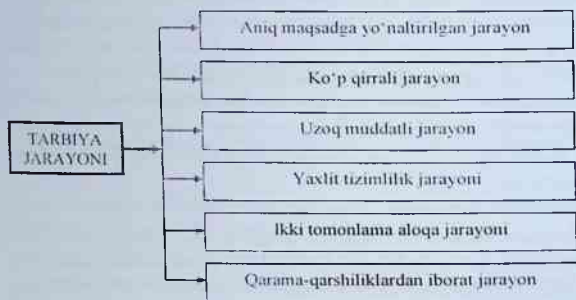 Aniq maqsadga yo‘naltirilgan jarayon
Ko‘p qirrali jarayon
Uzoq muddatli jarayon
TARBIYA
JARAYONI
Yaxlit tizimlilik jarayoni
Ikki tomonlama aloqa jarayoni
Qarama-qarshiliklardan iborat jarayon